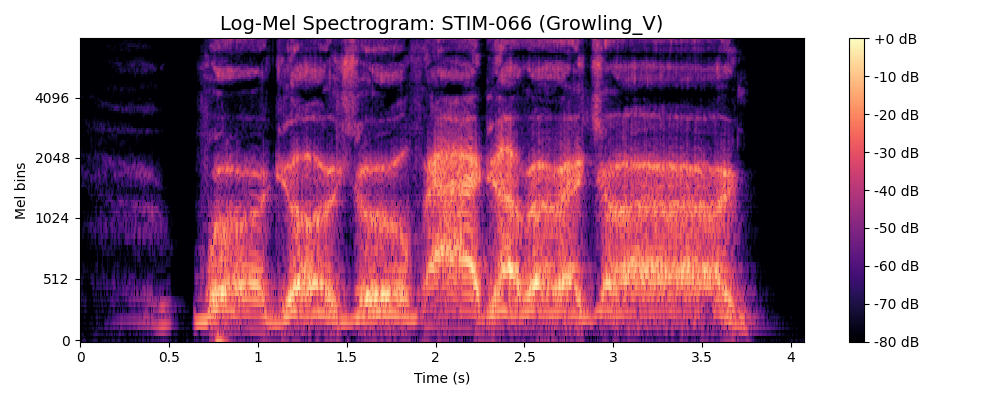 Log-Mel Spectrogram: STIM-066 (Growling_V)
Mel bins
4096
2048
1024
512
0
0 0.5 1 1.5 2 2.5 3 3.5 4
Time (s)
+0 dB
-10 dB
-20 dB
-30 dB
-40 dB
-50 dB
-60 dB
-70 dB
-80 dB